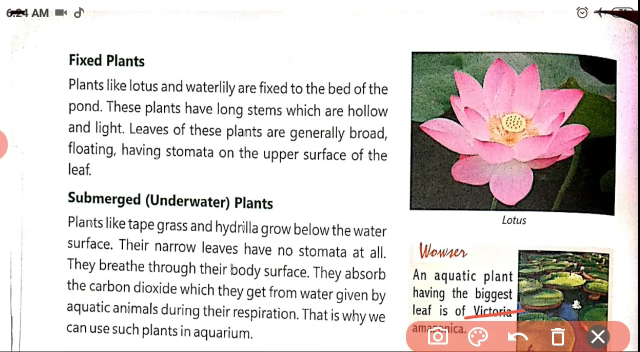 6:24 AM
Fixed Plants
Plants like lotus and waterlily are fixed to the bed of the
pond. These plants have long stems which are hollow
and light. Leaves of these plants are generally broad,
floating, having stomata on the upper surface of the
leaf.
Submerged (Underwater) Plants
Plants like tape grass and hydrilla grow below the water
surface. Their narrow leaves have no stomata at all.
They breathe through their body surface. They absorb
the carbon dioxide which they get from water given by
aquatic animals during their respiration. That is why we
can use such plants in aquarium.
Lotus
Wowser
An aquatic plant
having the biggest
leaf is of Victoria
amazonica.